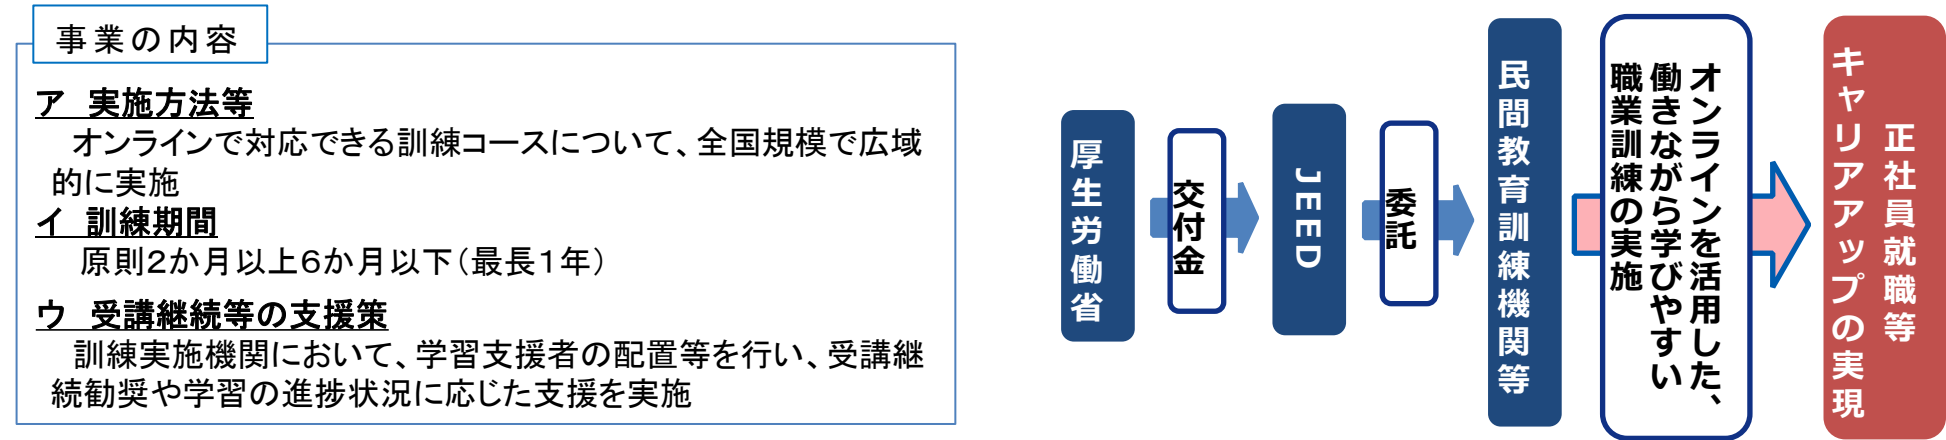 事業の内容
ア 実施方法等
オンラインで対応できる訓練コースについて、全国規模で広域
的に実施
イ 訓練期間
原則2か月以上6か月以下(最長1年)
ウ 受講継続等の支援策
訓練実施機関において、学習支援者の配置等を行い、受講継
続勧奨や学習の進捗状況に応じた支援を実施
厚生労働省
交付金
JEED
委託
民間教育訓練機関等
オンラインを活用した、
働きながら学びやすい
職業訓練の実施
正社員就職等
キャリアアップの実現